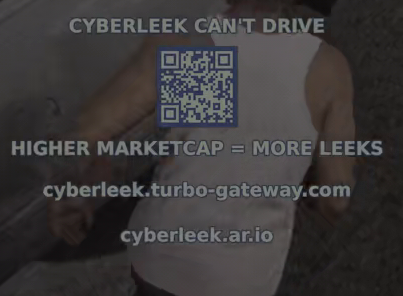 CYBERLEEK CAN'T DRIVE
HIGHER MARKETCAP = MORE LEEKS
cyberleek.turbo-gateway.com
cyberleek.ar.io